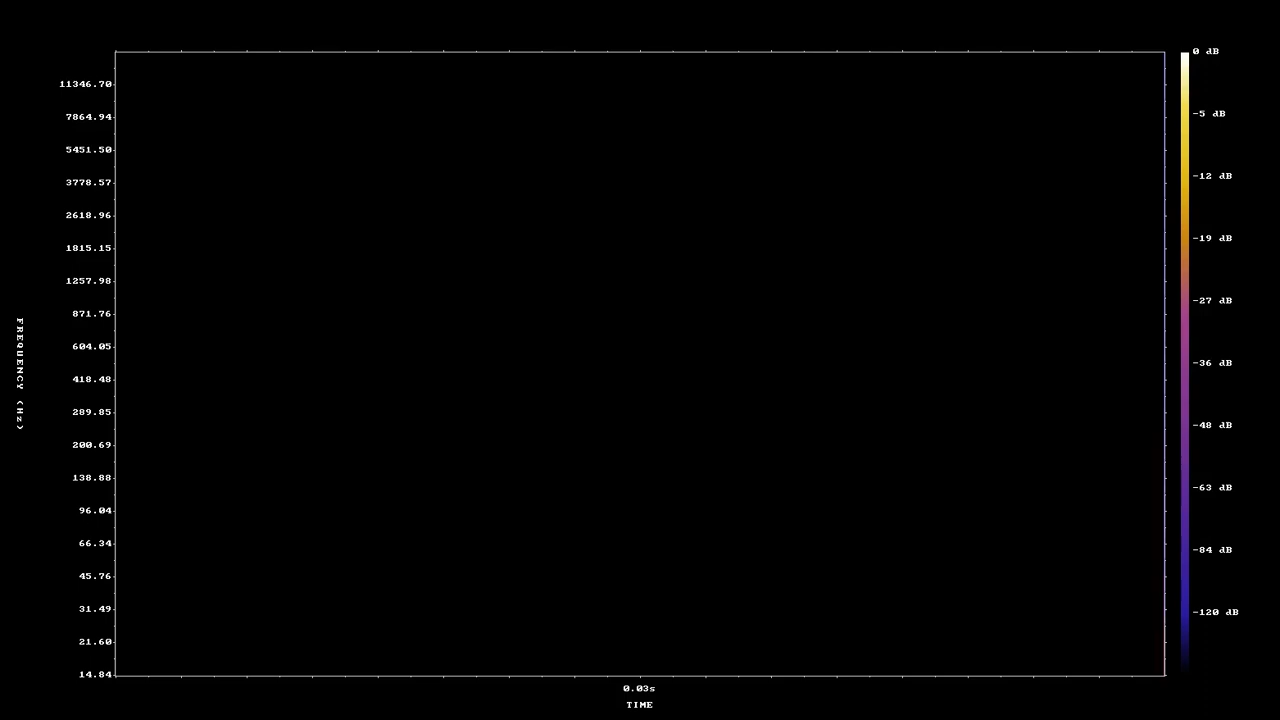 0 dB
11346.70
-5 dB
7864.94
5451.50
-12 dB
3778.57
2618.96
-19 dB
1815.15
1257.98
-27 dB
871.76
FREQUENCY (Hz)
604.05
-36 dB
418.48
289.85
-48 dB
200.69
138.88
-63 dB
96.04
66.34
-84 dB
45.76
31.49
-120 dB
21.60
14.84
0.03s
TIME